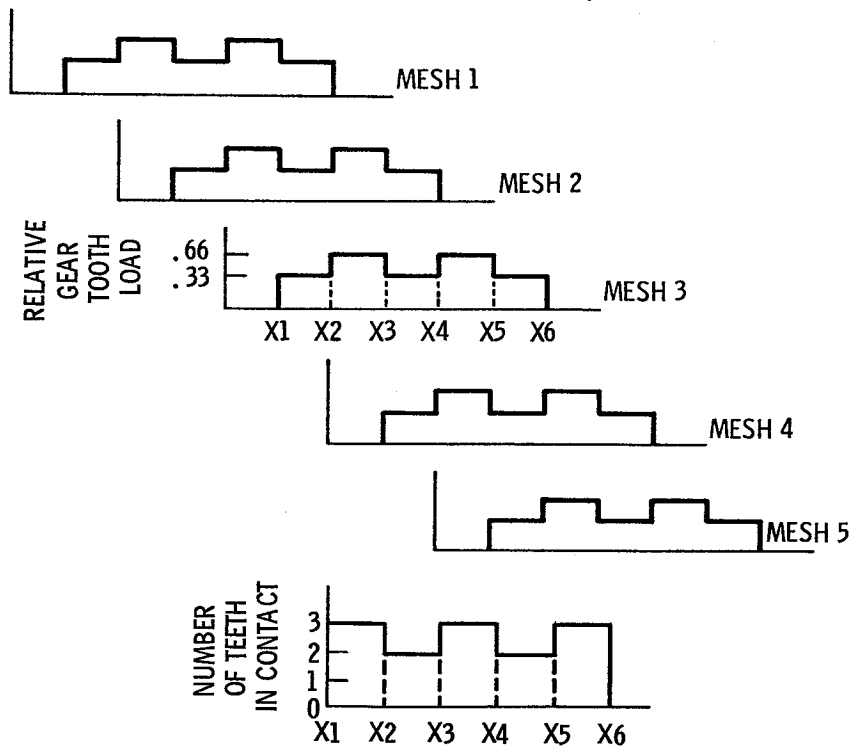 MESH 1
MESH 2
RELATIVE
GEAR
TOOTH
LOAD
.66
.33
MESH 3
X1 X2 X3 X4 X5 X6
MESH 4
MESH 5
NUMBER
OF TEETH
IN CONTACT
3
2
1
0
X1 X2 X3 X4 X5 X6